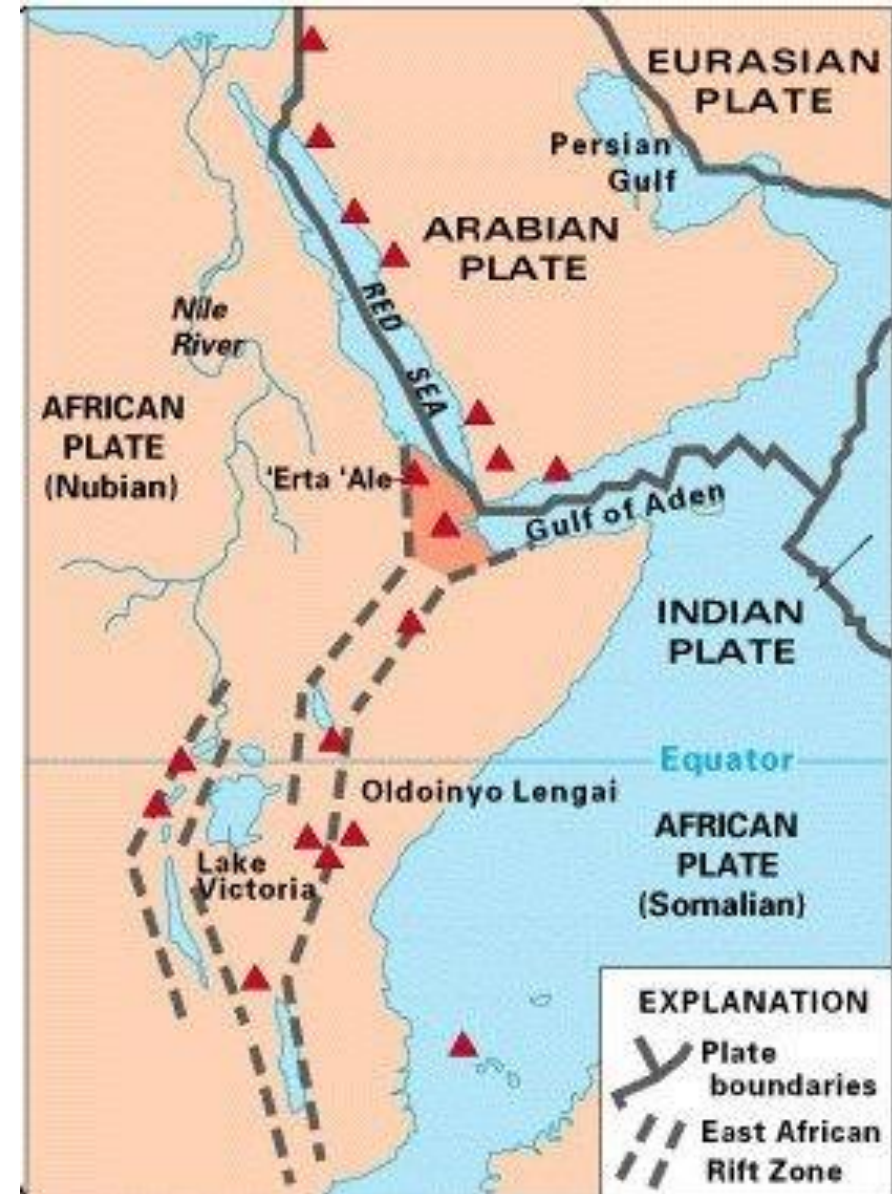 EURASIAN
PLATE
Persian
Gulf
ARABIAN
PLATE
RED SEA
Nile
River
AFRICAN
PLATE
(Nubian)
'Erta 'Ale
Gulf of Aden
INDIAN
PLATE
Equator
Oldoinyo Lengai
AFRICAN
PLATE
(Somalian)
Lake
Victoria
EXPLANATION
Plate
boundaries
East African
Rift Zone